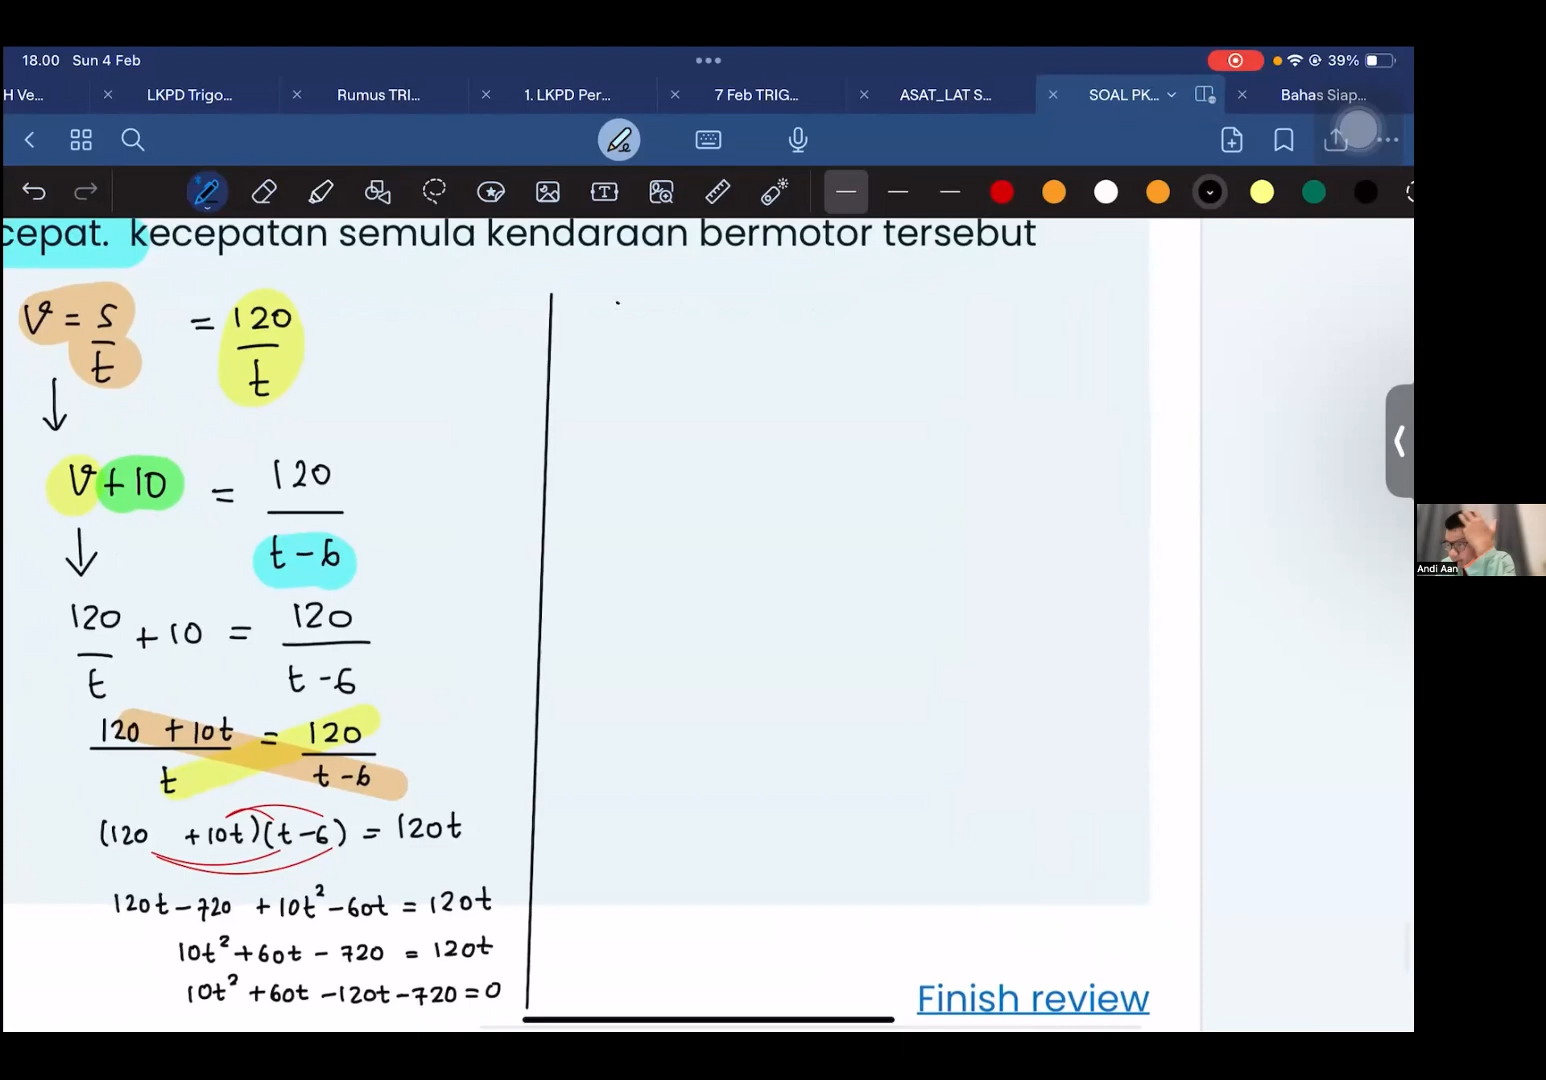 18.00 Sun 4 Feb
39%
H Ve... LKPD Trigo... Rumus TRI... 1. LKPD Per... 7 Feb TRIG... ASAT_LAT S... SOAL PK... Bahas Siap...
cepat. kecepatan semula kendaraan bermotor tersebut
v = s/t = 120/t
v + 10 = 120/(t - 6)
120/t + 10 = 120/(t - 6)
(120 + 10t)/t = 120/(t - 6)
(120 + 10t)(t - 6) = 120t
120t - 720 + 10t² - 60t = 120t
10t² + 60t - 720 = 120t
10t² + 60t - 120t - 720 = 0
Finish review
Andi Aan